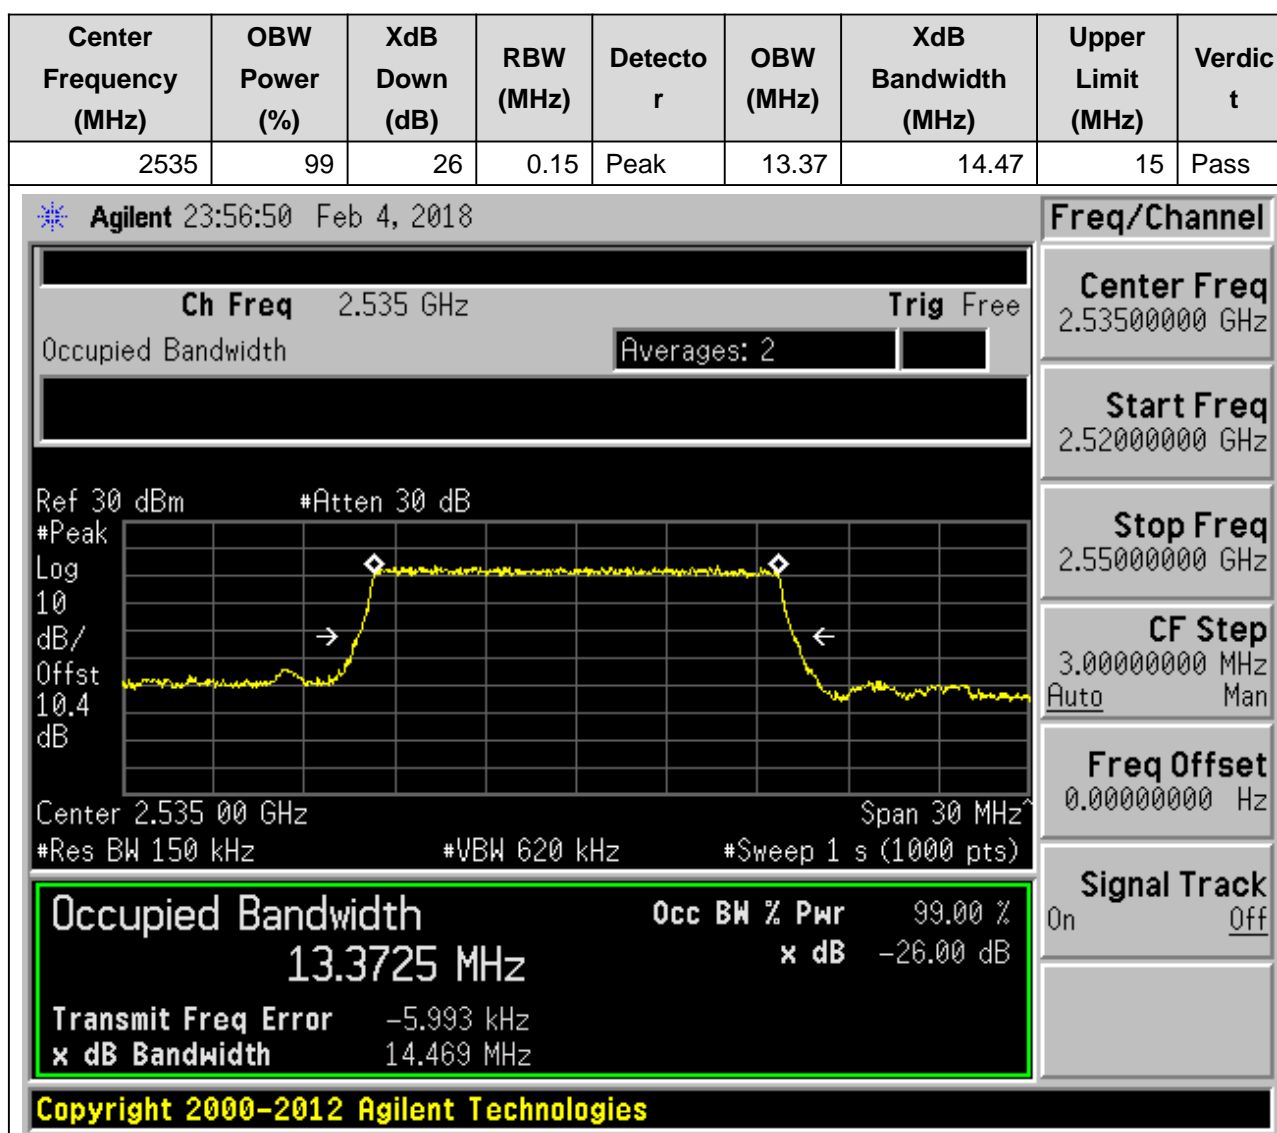 Center Frequency (MHz) | OBW Power (%) | XdB Down (dB) | RBW (MHz) | Detecto r | OBW (MHz) | XdB Bandwidth (MHz) | Upper Limit (MHz) | Verdic t
2535 | 99 | 26 | 0.15 | Peak | 13.37 | 14.47 | 15 | Pass
Agilent 23:56:50 Feb 4, 2018
Freq/Channel
Ch Freq 2.535 GHz Trig Free
Occupied Bandwidth Averages: 2
Center Freq
2.53500000 GHz
Start Freq
2.52000000 GHz
Stop Freq
2.55000000 GHz
CF Step
3.00000000 MHz
Auto Man
Freq Offset
0.00000000 Hz
Signal Track
On Off
Ref 30 dBm #Atten 30 dB
#Peak
Log
10
dB/
Offst
10.4
dB
Center 2.535 00 GHz Span 30 MHz^
#Res BW 150 kHz #VBW 620 kHz #Sweep 1 s (1000 pts)
Occupied Bandwidth Occ BW % Pwr 99.00 %
13.3725 MHz x dB -26.00 dB
Transmit Freq Error -5.993 kHz
x dB Bandwidth 14.469 MHz
Copyright 2000-2012 Agilent Technologies